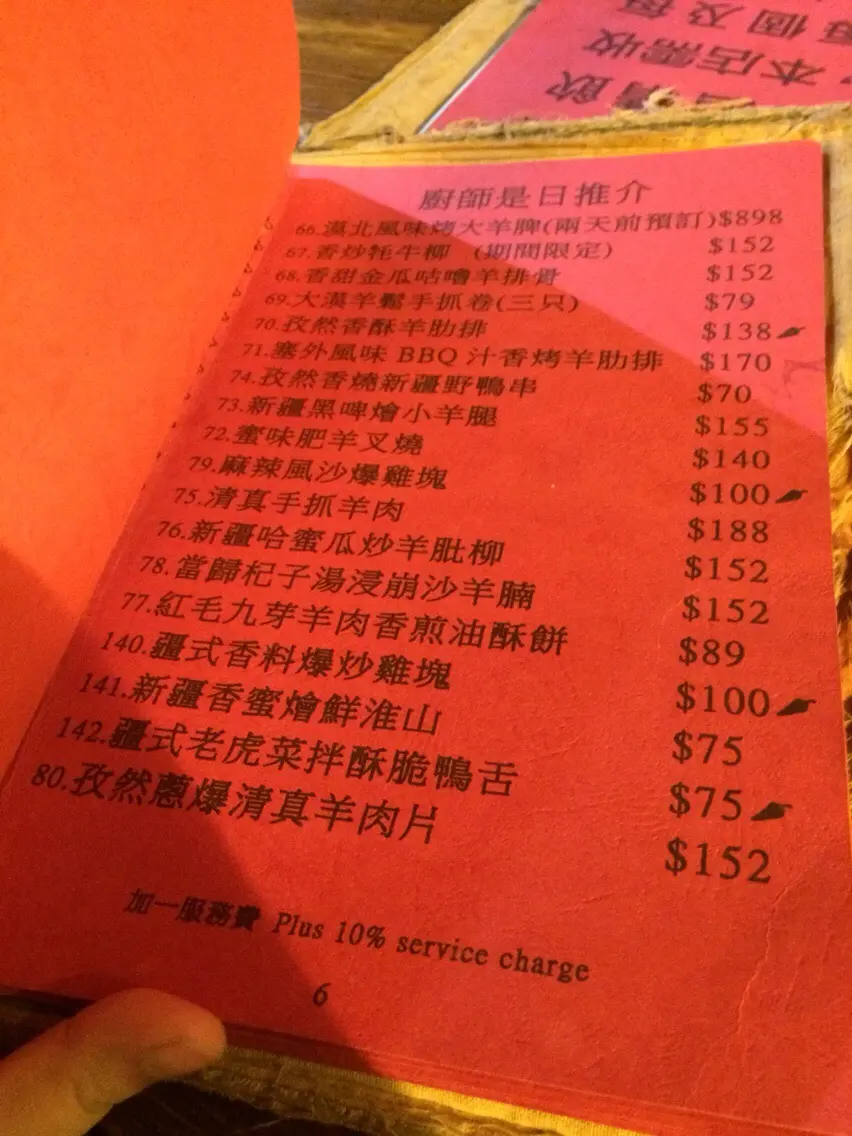 每個及每
，本店需收
請飲
廚師是日推介
66.漠北風味烤大羊脾(兩天前預訂)$898
67.香炒牦牛柳 (期間限定) $152
68.香甜金瓜咕嚕羊排骨 $152
69.大漠羊鬆手抓卷(三只) $79
70.孜然香酥羊肋排 $138
71.塞外風味 BBQ 汁香烤羊肋排 $170
74.孜然香燒新疆野鴨串 $70
73.新疆黑啤燴小羊腿 $155
72.蜜味肥羊叉燒 $140
79.麻辣風沙爆雞塊 $100
75.清真手抓羊肉 $188
76.新疆哈蜜瓜炒羊肶柳 $152
78.當歸杞子湯浸崩沙羊腩 $152
77.紅毛九芽羊肉香煎油酥餅 $89
140.疆式香料爆炒雞塊 $100
141.新疆香蜜燴鮮淮山 $75
142.疆式老虎菜拌酥脆鴨舌 $75
80.孜然蔥爆清真羊肉片 $152
加一服務費 Plus 10% service charge
6